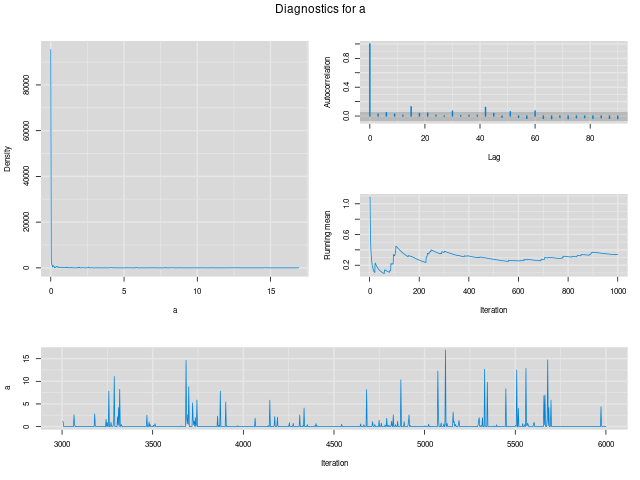 Diagnostics for a
Density
0 20000 40000 60000 80000
0 5 10 15
a
Autocorrelation
0.0 0.4 0.8
0 20 40 60 80
Lag
Running mean
0.2 0.6 1.0
0 200 400 600 800 1000
Iteration
a
0 5 10 15
3000 3500 4000 4500 5000 5500 6000
Iteration